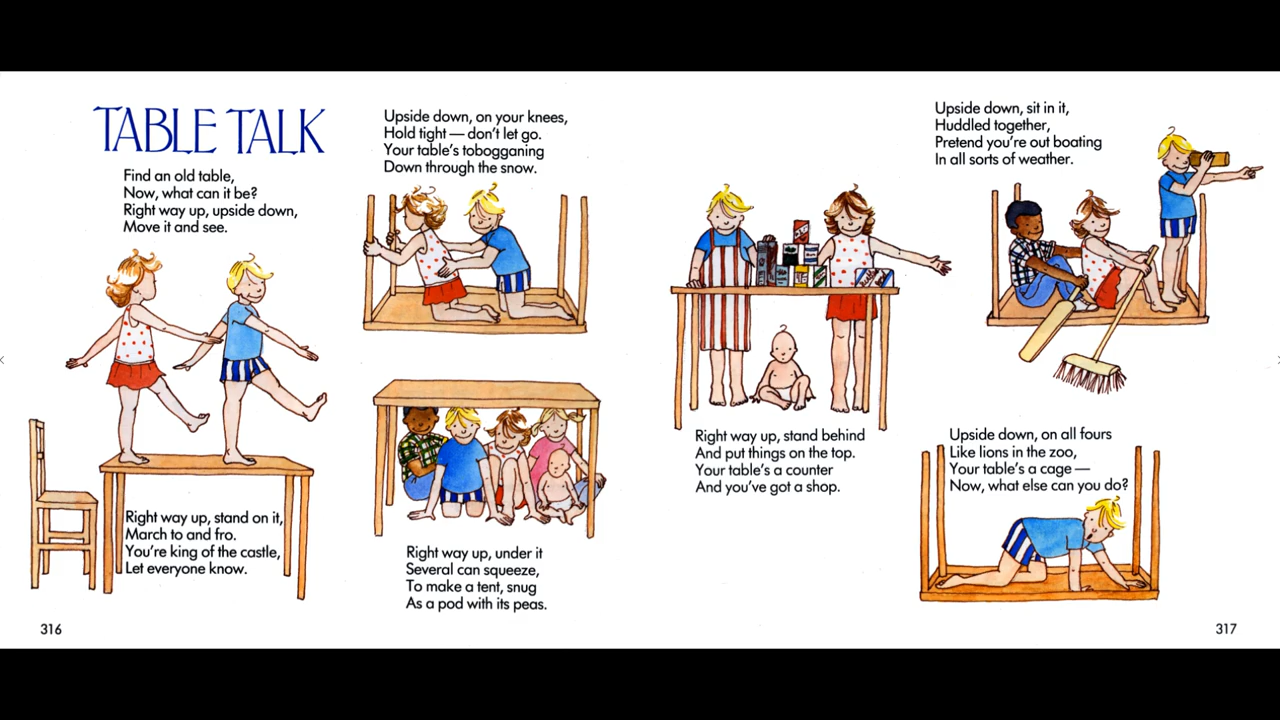 TABLE TALK
Find an old table,
Now, what can it be?
Right way up, upside down,
Move it and see.
Right way up, stand on it,
March to and fro.
You're king of the castle,
Let everyone know.
Upside down, on your knees,
Hold tight — don't let go.
Your table's tobogganing
Down through the snow.
Right way up, under it
Several can squeeze,
To make a tent, snug
As a pod with its peas.
316
Right way up, stand behind
And put things on the top.
Your table's a counter
And you've got a shop.
Upside down, sit in it,
Huddled together,
Pretend you're out boating
In all sorts of weather.
Upside down, on all fours
Like lions in the zoo,
Your table's a cage —
Now, what else can you do?
317